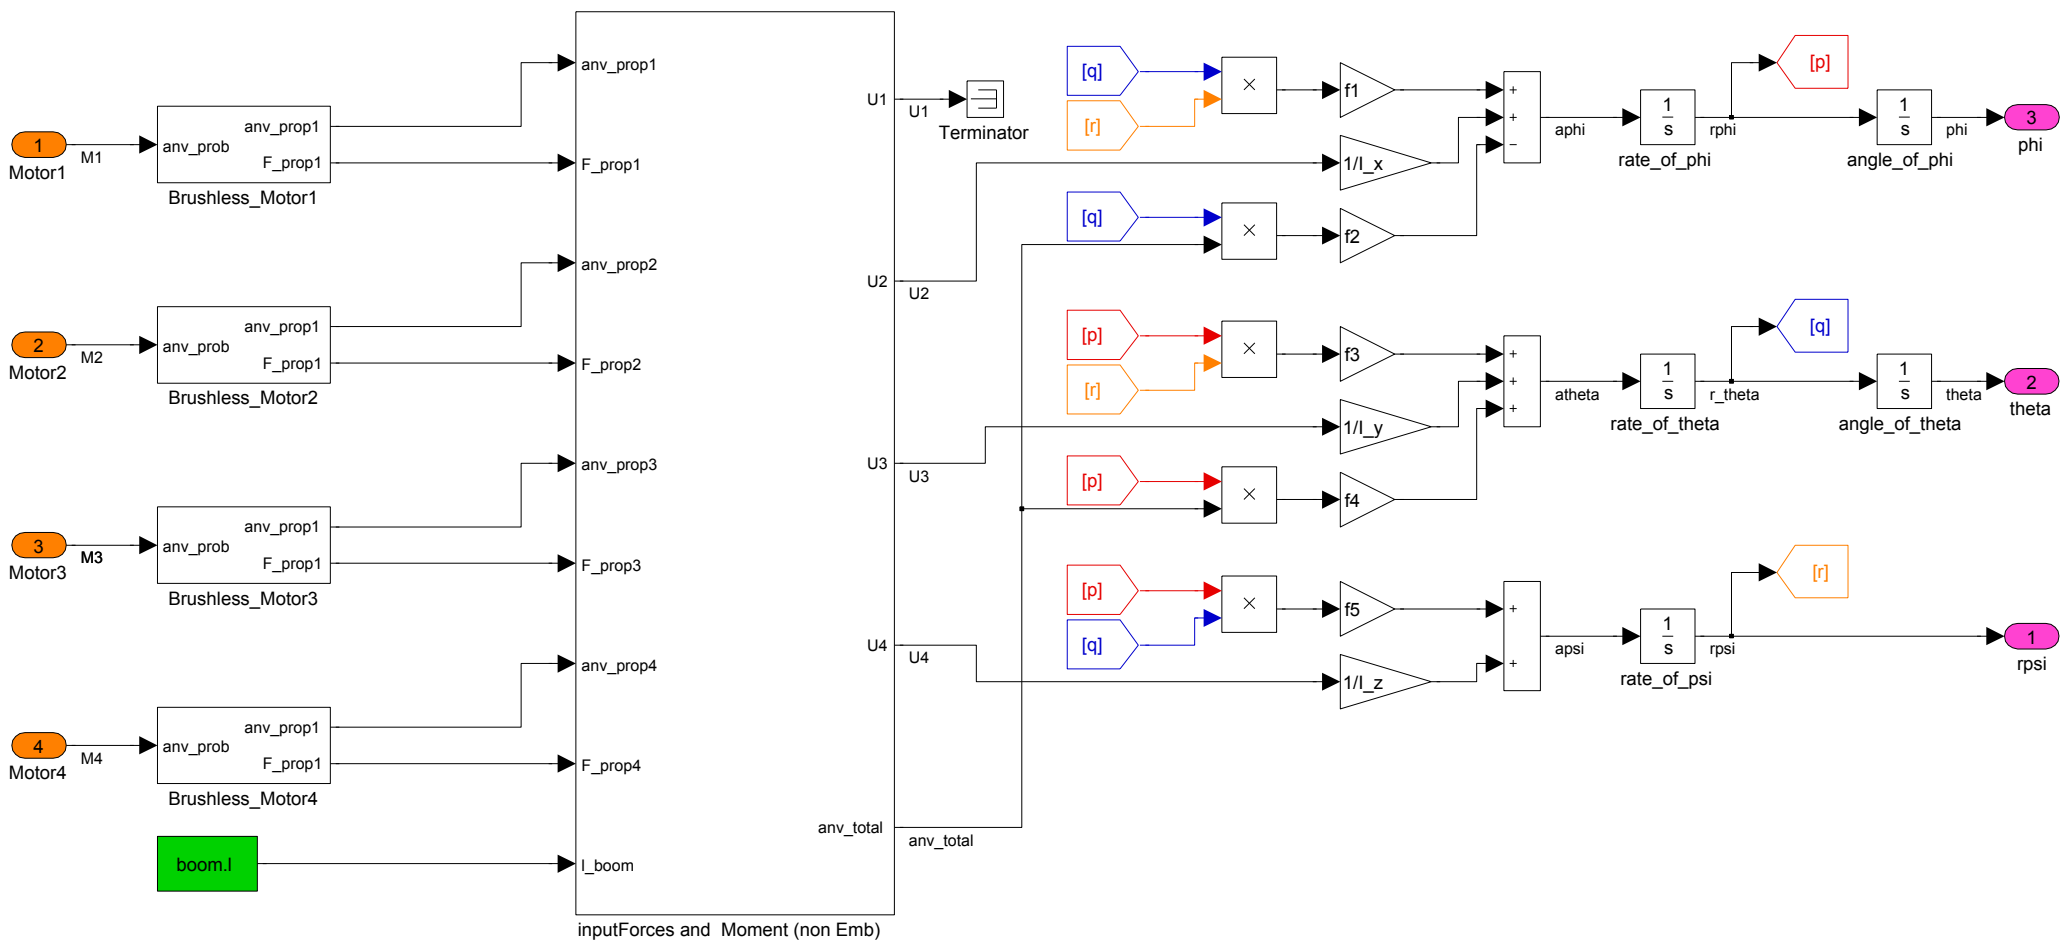 1
Motor1
M1
anv_prob
anv_prop1
F_prop1
Brushless_Motor1
2
Motor2
M2
anv_prob
anv_prop1
F_prop1
Brushless_Motor2
3
Motor3
M3
anv_prob
anv_prop1
F_prop1
Brushless_Motor3
4
Motor4
M4
anv_prob
anv_prop1
F_prop1
Brushless_Motor4
boom.l
anv_prop1
F_prop1
anv_prop2
F_prop2
anv_prop3
F_prop3
anv_prop4
F_prop4
l_boom
U1
U2
U3
U4
anv_total
inputForces and  Moment (non Emb)
U1
Terminator
U2
U3
U4
anv_total
[q]
[r]
×
f1
1/I_x
[q]
×
f2
+
+
−
aphi
1
s
rate_of_phi
rphi
[p]
1
s
angle_of_phi
phi
3
phi
[p]
[r]
×
f3
1/I_y
[p]
×
f4
+
+
+
atheta
1
s
rate_of_theta
r_theta
[q]
1
s
angle_of_theta
theta
2
theta
[p]
[q]
×
f5
1/I_z
+
+
apsi
1
s
rate_of_psi
rpsi
[r]
1
rpsi